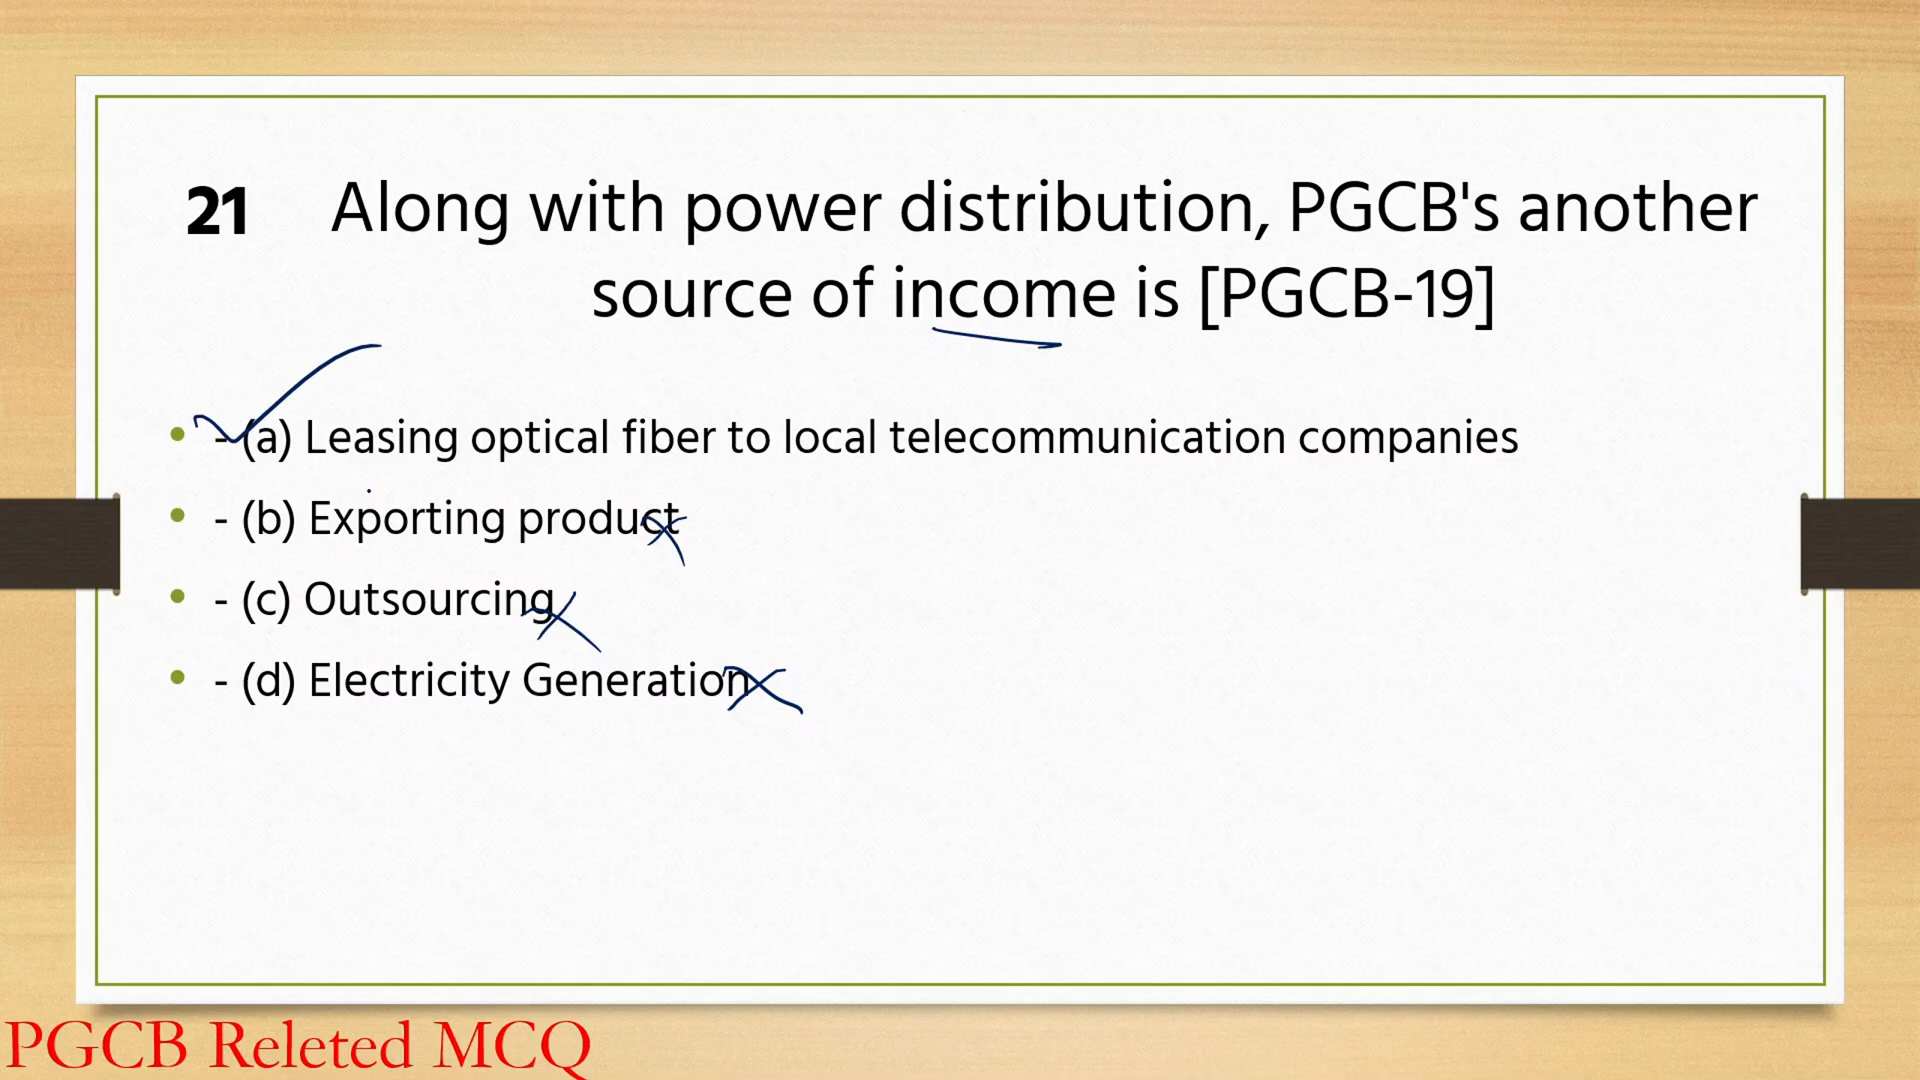 21 Along with power distribution, PGCB's another
source of income is [PGCB-19]
• - (a) Leasing optical fiber to local telecommunication companies
• - (b) Exporting product
• - (c) Outsourcing
• - (d) Electricity Generation
PGCB Releted MCQ